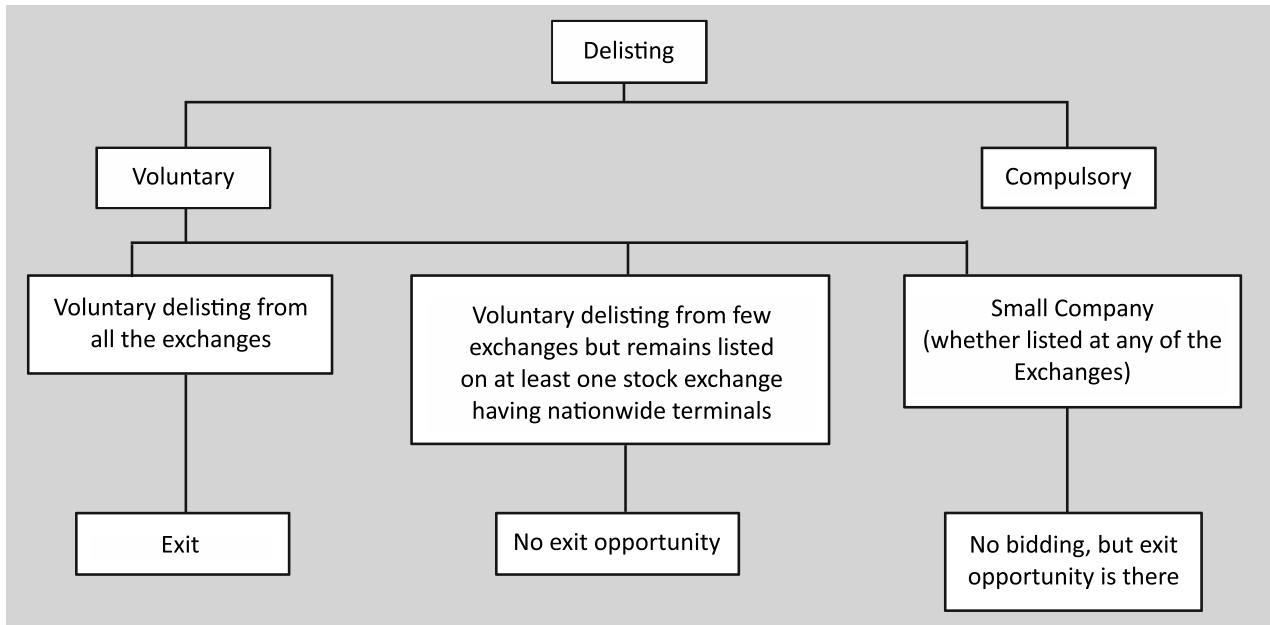 Delisting
Voluntary
Compulsory
Voluntary delisting from
all the exchanges
Voluntary delisting from few
exchanges but remains listed
on at least one stock exchange
having nationwide terminals
Small Company
(whether listed at any of the
Exchanges)
Exit
No exit opportunity
No bidding, but exit
opportunity is there